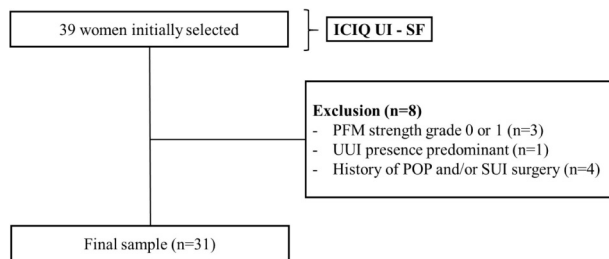 39 women initially selected
ICIQ UI - SF
Exclusion (n=8)
- PFM strength grade 0 or 1 (n=3)
- UUI presence predominant (n=1)
- History of POP and/or SUI surgery (n=4)
Final sample (n=31)